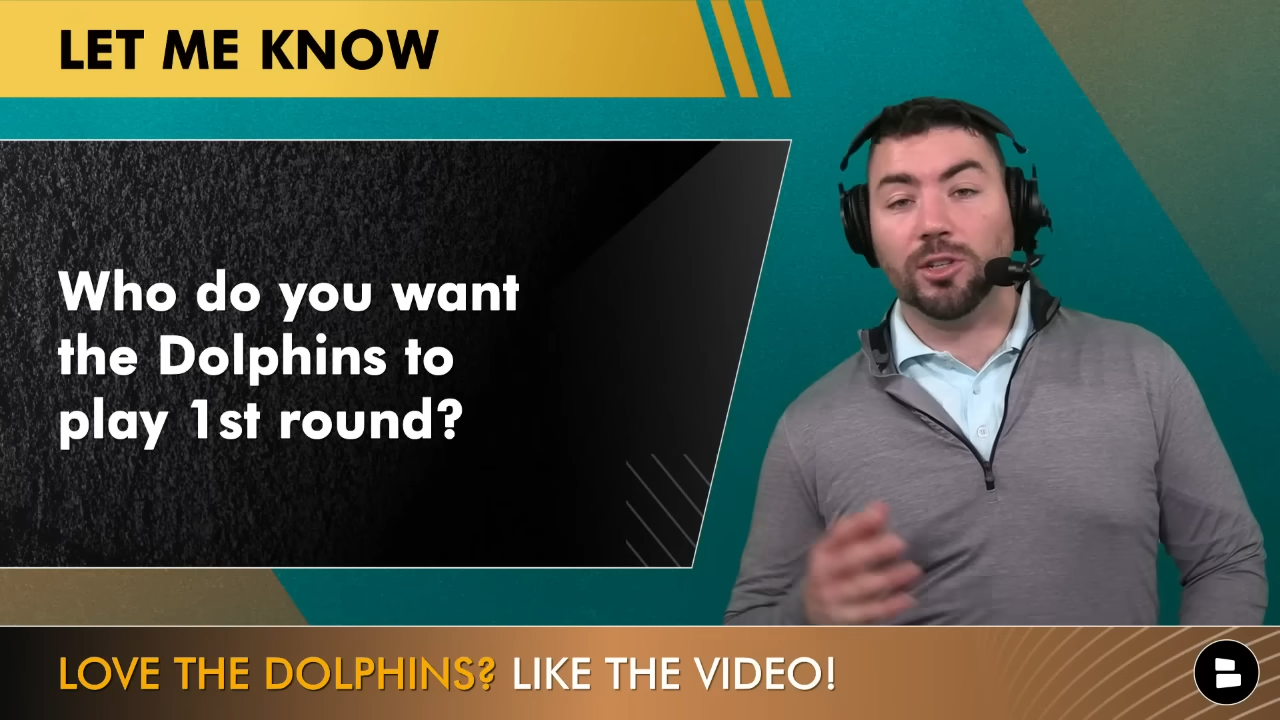 LET ME KNOW
Who do you want
the Dolphins to
play 1st round?
LOVE THE DOLPHINS? LIKE THE VIDEO!